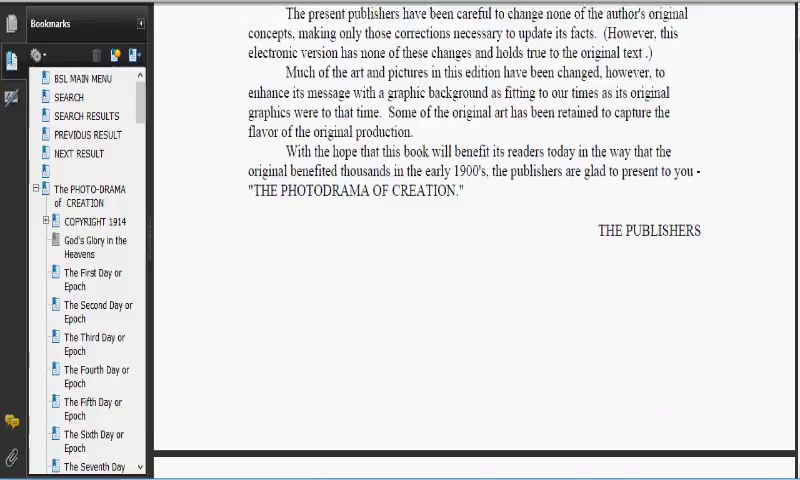 Bookmarks
BSL MAIN MENU
SEARCH
SEARCH RESULTS
PREVIOUS RESULT
NEXT RESULT
The PHOTO-DRAMA
of CREATION
COPYRIGHT 1914
God's Glory in the
Heavens
The First Day or
Epoch
The Second Day or
Epoch
The Third Day or
Epoch
The Fourth Day or
Epoch
The Fifth Day or
Epoch
The Sixth Day or
Epoch
The Seventh Day
The present publishers have been careful to change none of the author's original
concepts, making only those corrections necessary to update its facts. (However, this
electronic version has none of these changes and holds true to the original text .)
Much of the art and pictures in this edition have been changed, however, to
enhance its message with a graphic background as fitting to our times as its original
graphics were to that time. Some of the original art has been retained to capture the
flavor of the original production.
With the hope that this book will benefit its readers today in the way that the
original benefited thousands in the early 1900's, the publishers are glad to present to you -
"THE PHOTODRAMA OF CREATION."
THE PUBLISHERS